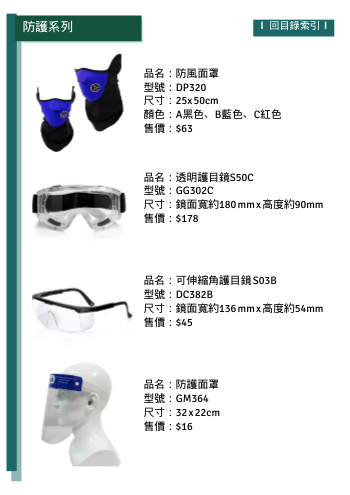 防護系列
I 回目錄索引 I
品名：防風面罩
型號：DP320
尺寸：25x50cm
顏色：A黑色、B藍色、C紅色
售價：$63
品名：透明護目鏡S50C
型號：GG302C
尺寸：鏡面寬約180mmx高度約90mm
售價：$178
品名：可伸縮角護目鏡S03B
型號：DC382B
尺寸：鏡面寬約136mmx高度約54mm
售價：$45
品名：防護面罩
型號：GM364
尺寸：32x22cm
售價：$16